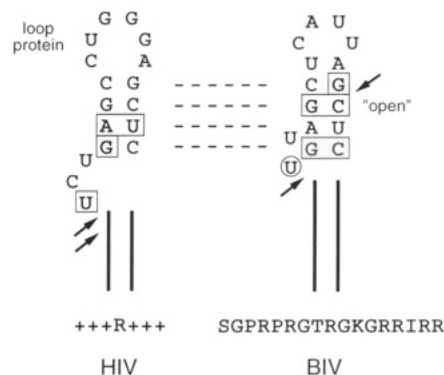 loop
protein
G G
U G
C A
C G
G C
A U
G C
U
C
U
+++R+++
HIV
A U
C U
U A
C G
G C
"open"
A U
U
G C
U
SGPRPRGTRGKGRRIRR
BIV